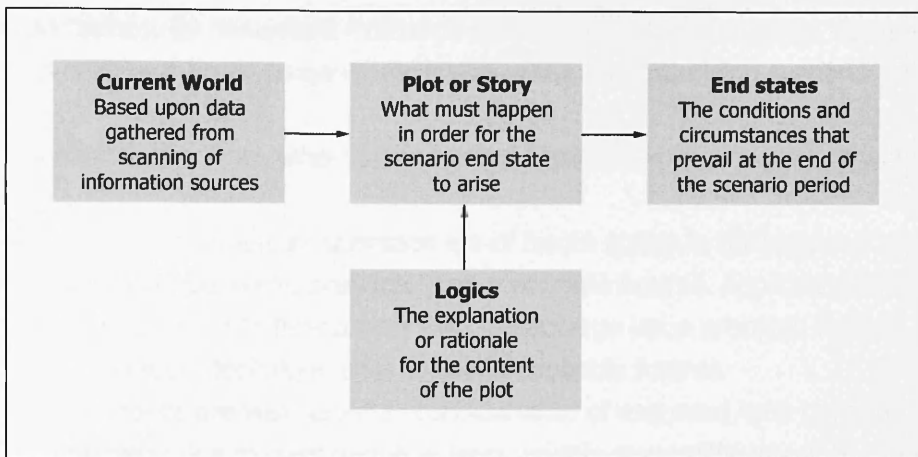 Current World
Based upon data
gathered from
scanning of
information sources
Plot or Story
What must happen
in order for the
scenario end state
to arise
End states
The conditions and
circumstances that
prevail at the end of
the scenario period
Logics
The explanation
or rationale
for the content
of the plot